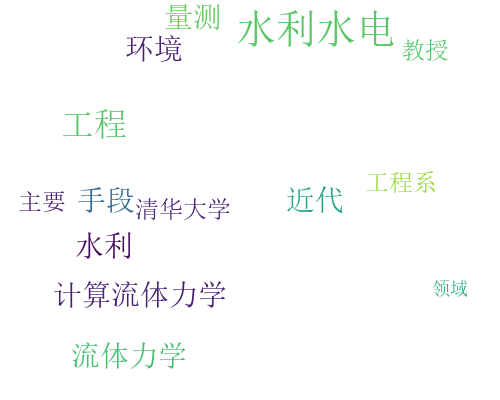 量测
水利水电
环境
教授
工程
工程系
主要
手段
清华大学
近代
水利
计算流体力学
领域
流体力学